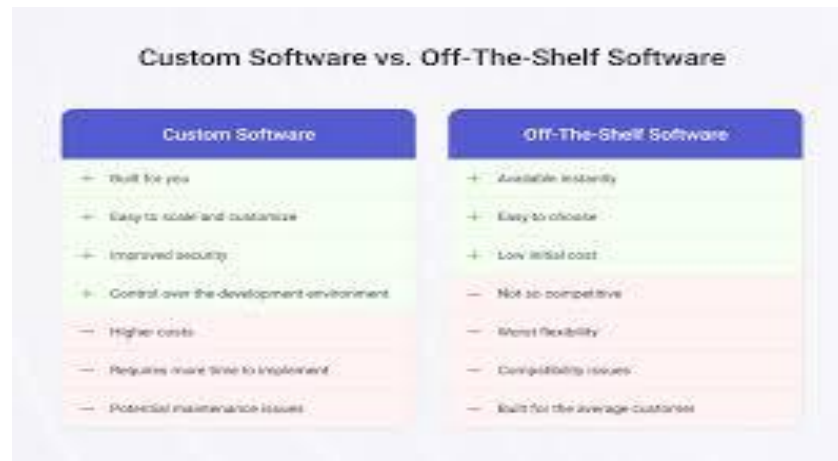 Custom Software vs. Off-The-Shelf Software
Custom Software
+ Built for you
+ Easy to scale and customize
+ Improved security
+ Control over the development environment
— Higher costs
— Requires more time to implement
— Potential maintenance issues
Off-The-Shelf Software
+ Available instantly
+ Easy to choose
+ Low initial cost
— Not so competitive
— Worst flexibility
— Compatibility issues
— Built for the average customer